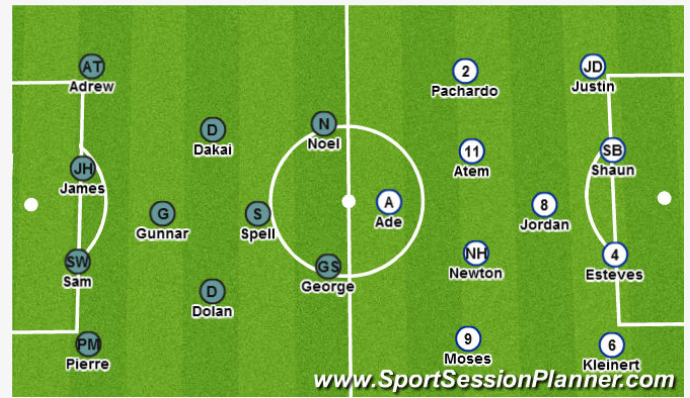 AT
Adrew
JH
James
SW
Sam
PM
Pierre
G
Gunnar
D
Dakai
D
Dolan
S
Spell
N
Noel
GS
George
A
Ade
2
Pachardo
11
Atem
NH
Newton
9
Moses
8
Jordan
JD
Justin
SB
Shaun
4
Esteves
6
Kleinert
www.SportSessionPlanner.com